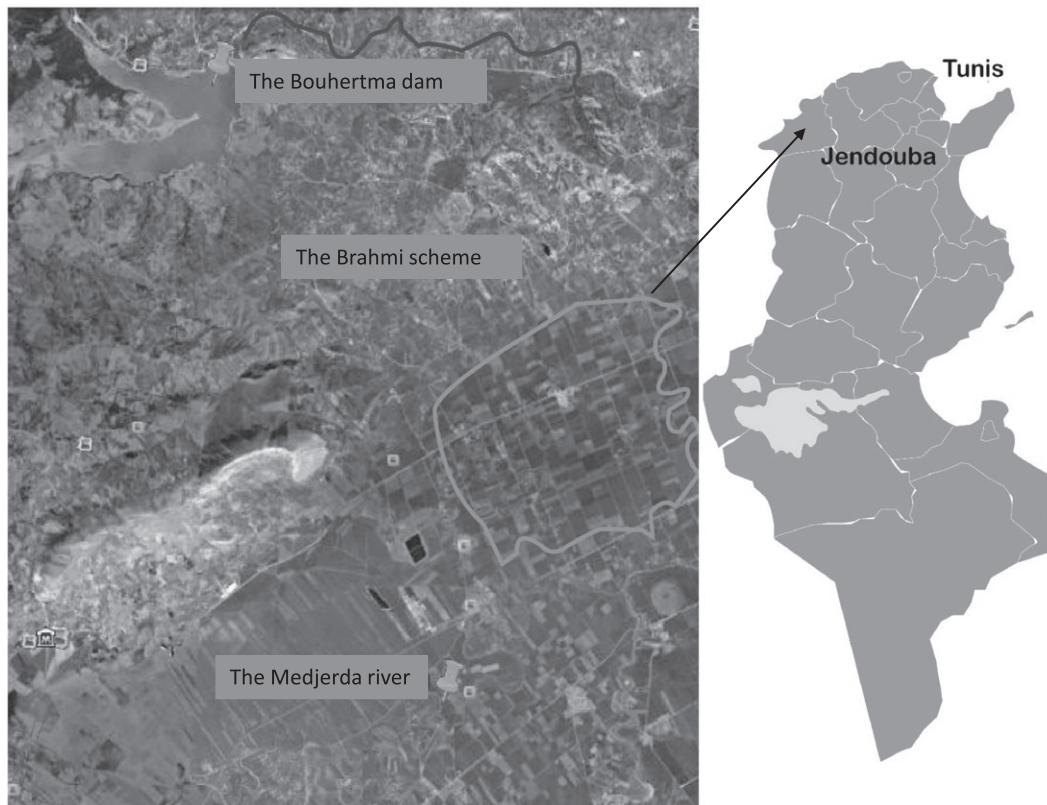 The Bouhertma dam
The Brahmi scheme
The Medjerda river
Tunis
Jendouba